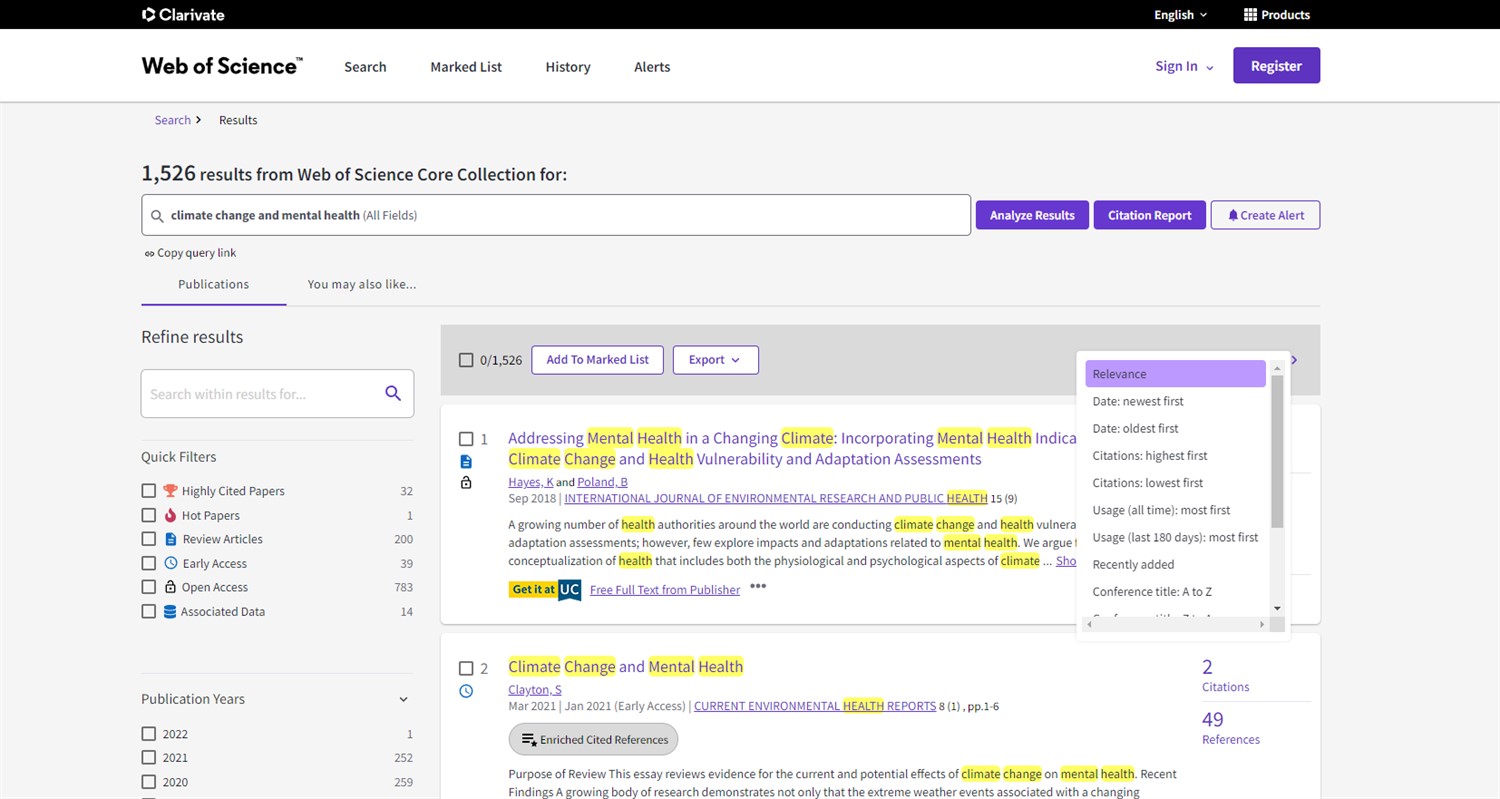 Clarivate
English
Products
Web of Science™
Search
Marked List
History
Alerts
Sign In
Register
Search
Results
1,526 results from Web of Science Core Collection for:
climate change and mental health (All Fields)
Analyze Results
Citation Report
Create Alert
Copy query link
Publications
You may also like...
Refine results
Search within results for...
Quick Filters
Highly Cited Papers 32
Hot Papers 1
Review Articles 200
Early Access 39
Open Access 783
Associated Data 14
Publication Years
2022 1
2021 252
2020 259
0/1,526
Add To Marked List
Export
Relevance
Date: newest first
Date: oldest first
Citations: highest first
Citations: lowest first
Usage (all time): most first
Usage (last 180 days): most first
Recently added
Conference title: A to Z
1
Addressing Mental Health in a Changing Climate: Incorporating Mental Health Indica
Climate Change and Health Vulnerability and Adaptation Assessments
Hayes, K and Poland, B
Sep 2018 | INTERNATIONAL JOURNAL OF ENVIRONMENTAL RESEARCH AND PUBLIC HEALTH 15 (9)
A growing number of health authorities around the world are conducting climate change and health vulnera
adaptation assessments; however, few explore impacts and adaptations related to mental health. We argue
conceptualization of health that includes both the physiological and psychological aspects of climate ... Sho
Get it at UC
Free Full Text from Publisher
•••
2
Climate Change and Mental Health
Clayton, S
Mar 2021 | Jan 2021 (Early Access) | CURRENT ENVIRONMENTAL HEALTH REPORTS 8 (1) , pp.1-6
Enriched Cited References
Purpose of Review This essay reviews evidence for the current and potential effects of climate change on mental health. Recent
Findings A growing body of research demonstrates not only that the extreme weather events associated with a changing
2
Citations
49
References